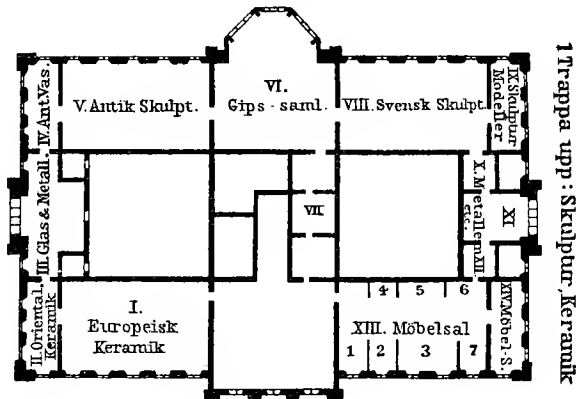 1 Trappa upp: Skulptur, Keramik
IV. Ant. Vas.
V. Antik Skulpt.
VI.
Gips-saml.
VIII. Svensk Skulpt.
IX. Skulptur
Modeller
III. Glas & Metall.
VII
X. Metallem
etc.
XI
XII
II. Oriental.
Keramik
I.
Europeisk
Keramik
4
5
6
XIII. Möbelsal
1
2
3
7
XIV. Möbel-S.